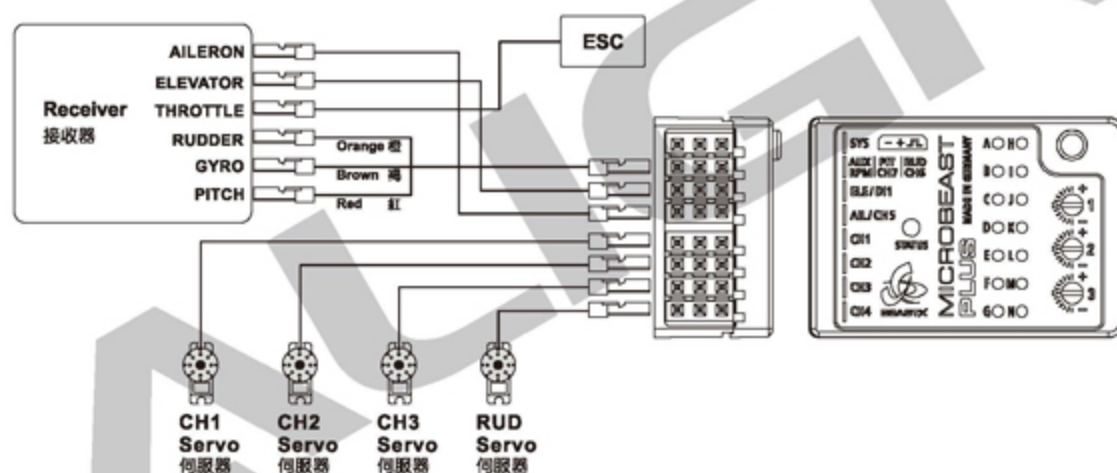 Receiver
接收器
AILERON
ELEVATOR
THROTTLE
RUDDER
GYRO
PITCH
Orange 橙
Brown 褐
Red 紅
ESC
CH1
Servo
伺服器
CH2
Servo
伺服器
CH3
Servo
伺服器
RUD
Servo
伺服器
SYS
AUX PIT RUD
RPM CH7 CH6
ELE/DI1
AIL/CH5
CH1
CH2
CH3
CH4
STATUS
BEASTX
MICROBEAST
PLUS
MADE IN GERMANY
A H
B I
C J
D K
E L
F M
G N
+
1
-
+
2
-
+
3
-
ALIGN